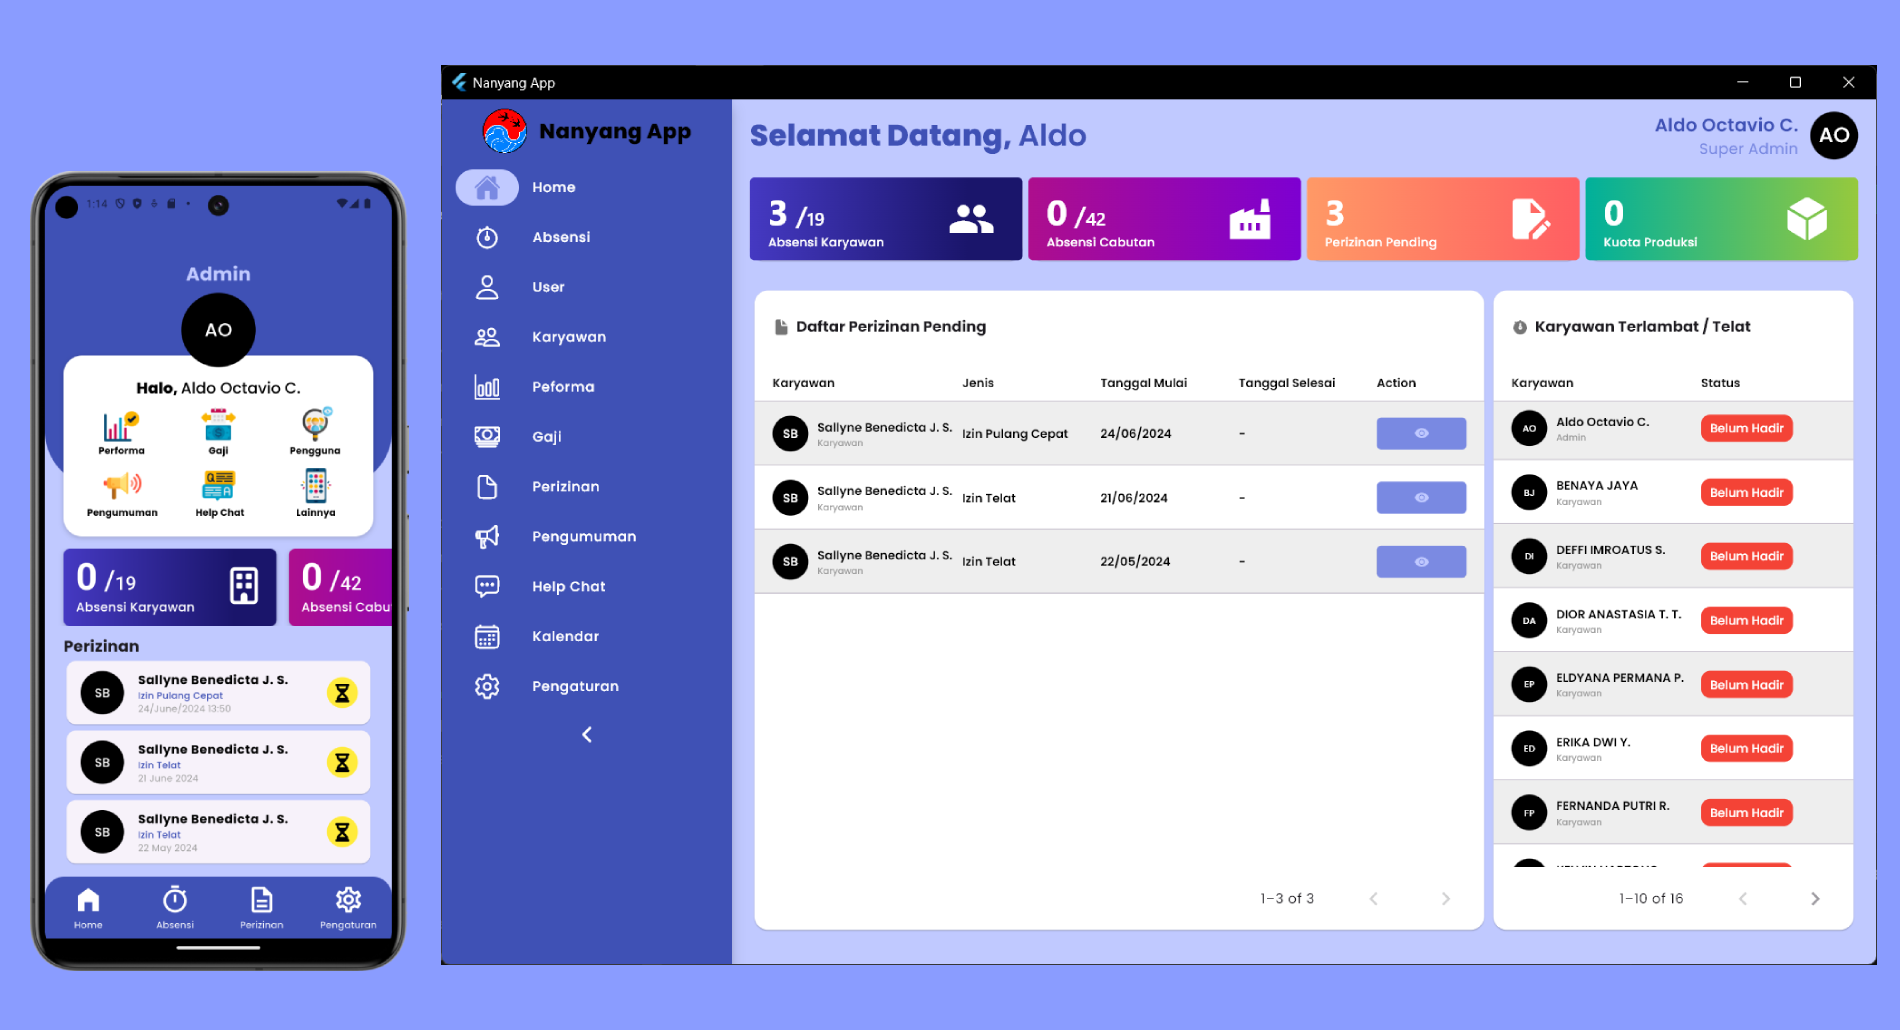 1:14
Admin
AO
Halo, Aldo Octavio C.
Performa
Gaji
Pengguna
Pengumuman
Help Chat
Lainnya
0 /19
Absensi Karyawan
0 /42
Absensi Cabu
Perizinan
SB
Sallyne Benedicta J. S.
Izin Pulang Cepat
24/June/2024 13:50
SB
Sallyne Benedicta J. S.
Izin Telat
21 June 2024
SB
Sallyne Benedicta J. S.
Izin Telat
22 May 2024
Home
Absensi
Perizinan
Pengaturan
Nanyang App
Nanyang App
Home
Absensi
User
Karyawan
Peforma
Gaji
Perizinan
Pengumuman
Help Chat
Kalendar
Pengaturan
Selamat Datang, Aldo
Aldo Octavio C.
Super Admin
AO
3 /19
Absensi Karyawan
0 /42
Absensi Cabutan
3
Perizinan Pending
0
Kuota Produksi
Daftar Perizinan Pending
Karyawan Jenis Tanggal Mulai Tanggal Selesai Action
SB Sallyne Benedicta J. S. Izin Pulang Cepat 24/06/2024 -
Karyawan
SB Sallyne Benedicta J. S. Izin Telat 21/06/2024 -
Karyawan
SB Sallyne Benedicta J. S. Izin Telat 22/05/2024 -
Karyawan
1-3 of 3
Karyawan Terlambat / Telat
Karyawan Status
AO Aldo Octavio C. Belum Hadir
Admin
BJ BENAYA JAYA Belum Hadir
Karyawan
DI DEFFI IMROATUS S. Belum Hadir
Karyawan
DA DIOR ANASTASIA T. T. Belum Hadir
Karyawan
EP ELDYANA PERMANA P. Belum Hadir
Karyawan
ED ERIKA DWI Y. Belum Hadir
Karyawan
FP FERNANDA PUTRI R. Belum Hadir
Karyawan
1-10 of 16